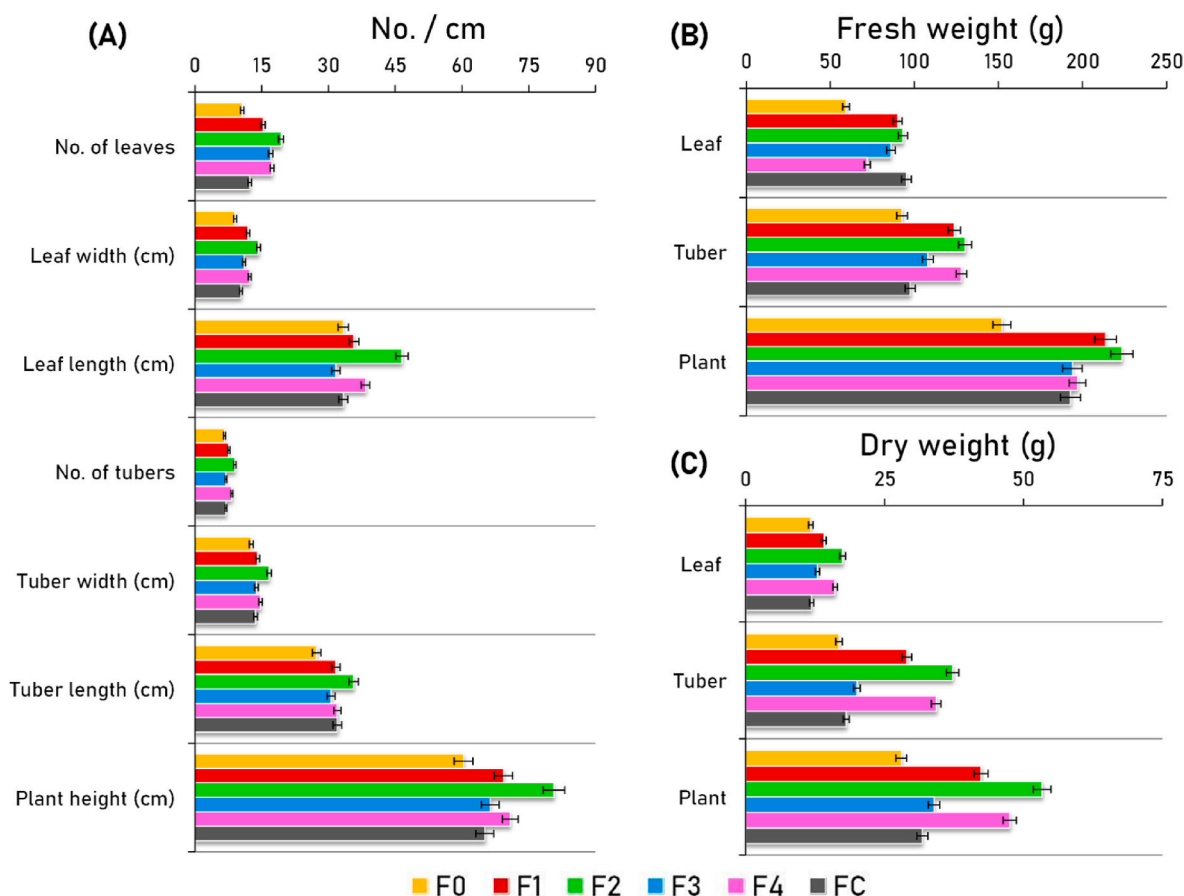 (A)
No. / cm
0 15 30 45 60 75 90
No. of leaves
Leaf width (cm)
Leaf length (cm)
No. of tubers
Tuber width (cm)
Tuber length (cm)
Plant height (cm)
(B)
Fresh weight (g)
0 50 100 150 200 250
Leaf
Tuber
Plant
(C)
Dry weight (g)
0 25 50 75
Leaf
Tuber
Plant
F0 F1 F2 F3 F4 FC